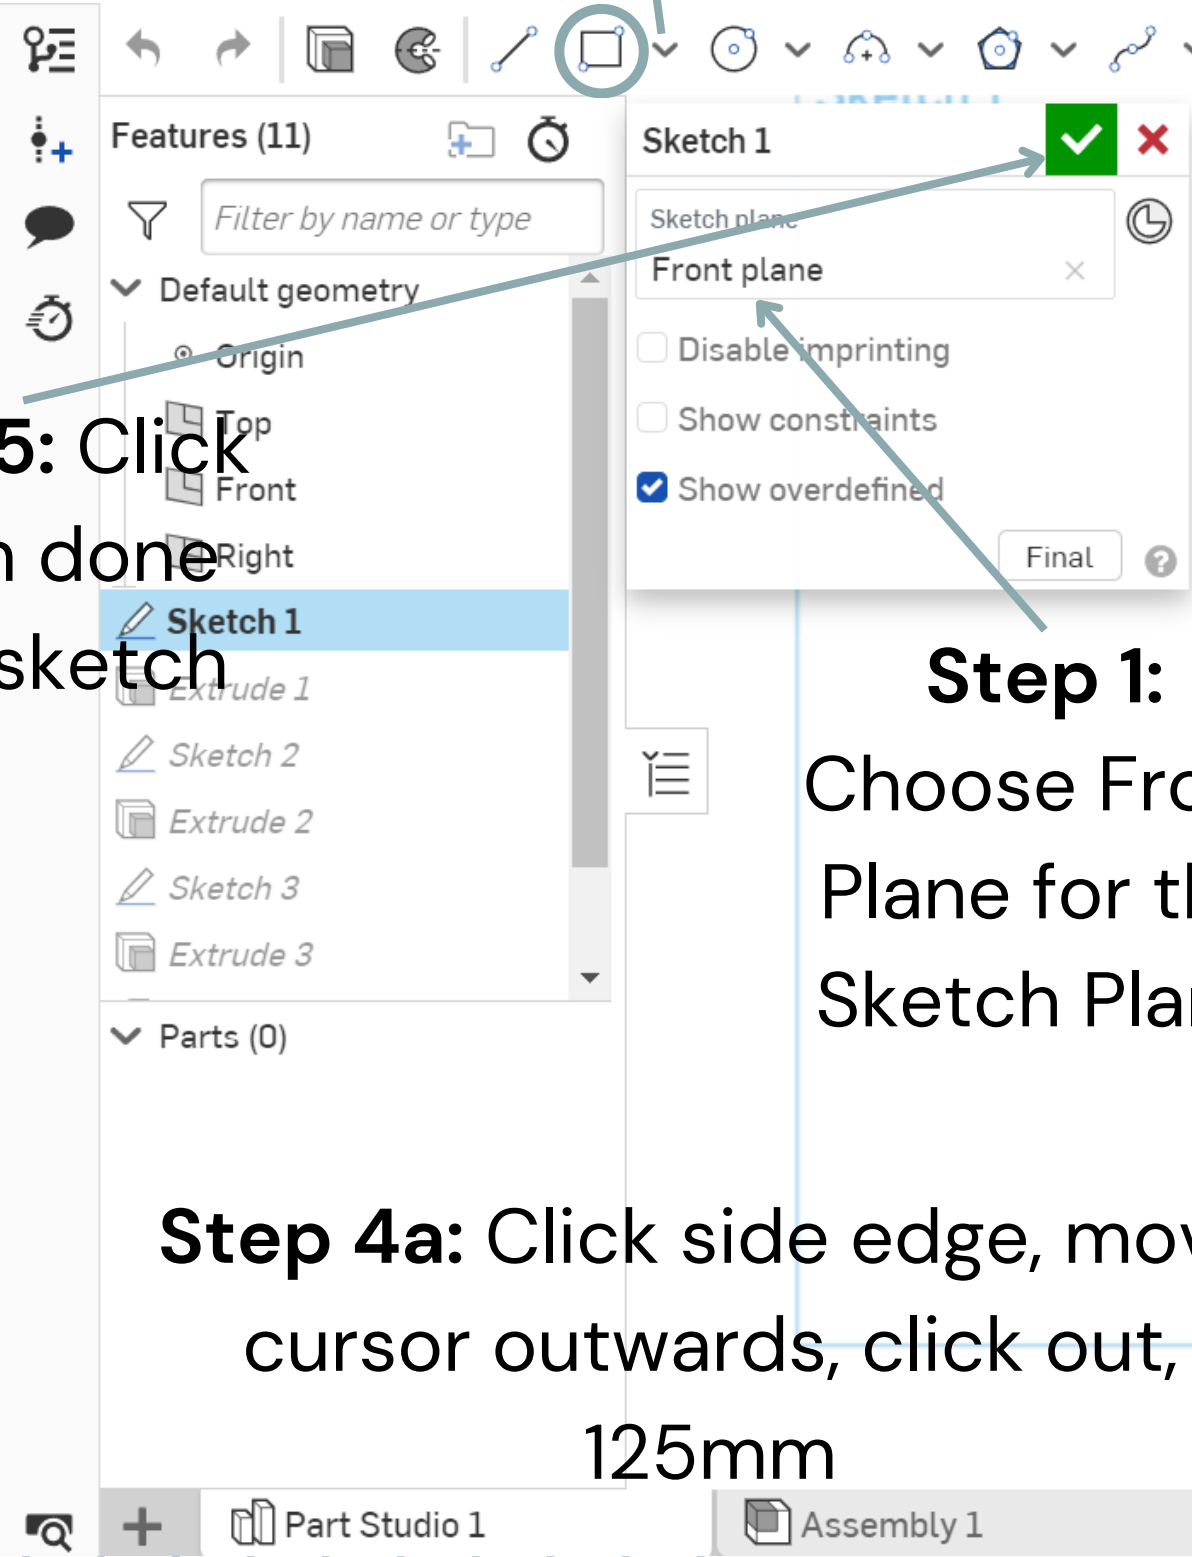 Features (11)
Filter by name or type
Default geometry
Origin
Top
Front
Right
Sketch 1
Extrude 1
Sketch 2
Extrude 2
Sketch 3
Extrude 3
Parts (0)
Sketch 1
Sketch plane
Front plane
Disable imprinting
Show constraints
Show overdefined
Final
5: Click
done
sketch
Step 1:
Choose
Plane for
Sketch
Step 4a: Click side edge,
cursor outwards, click out,
125mm
Part Studio 1
Assembly 1